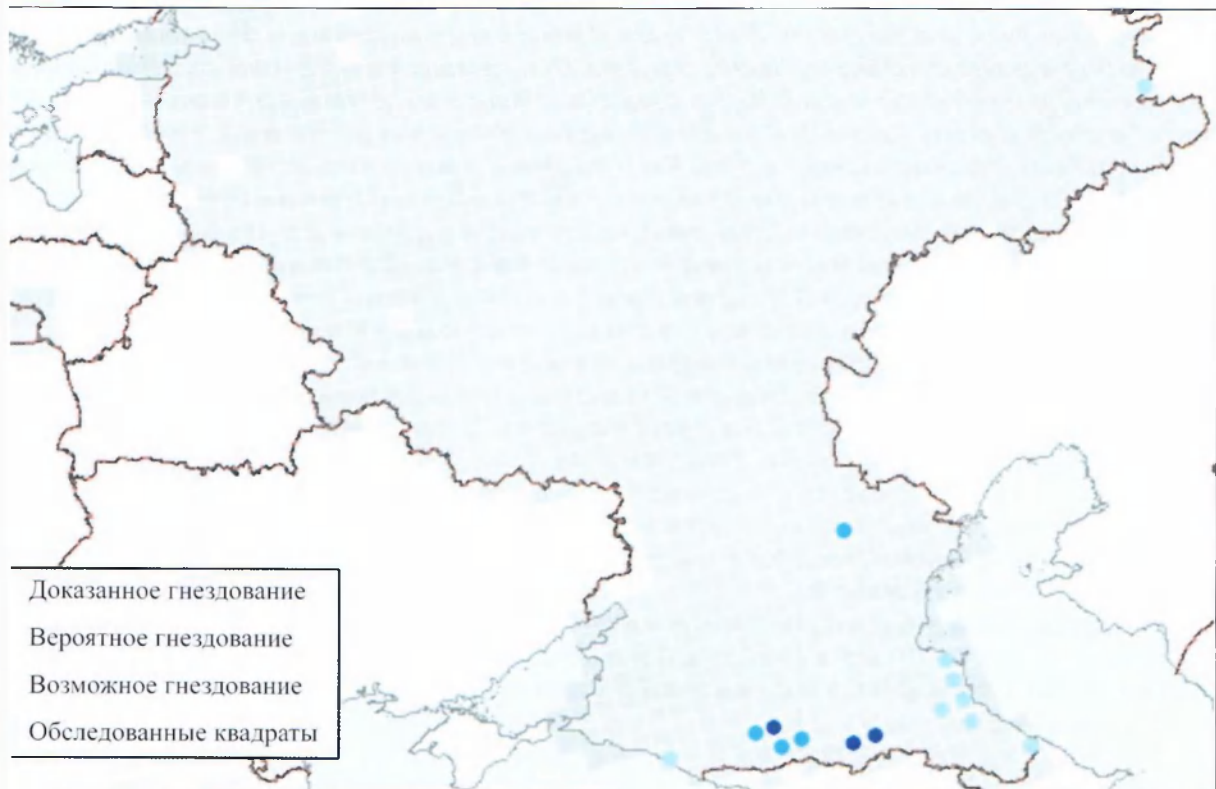 Доказанное гнездование
Вероятное гнездование
Возможное гнездование
Обследованные квадраты